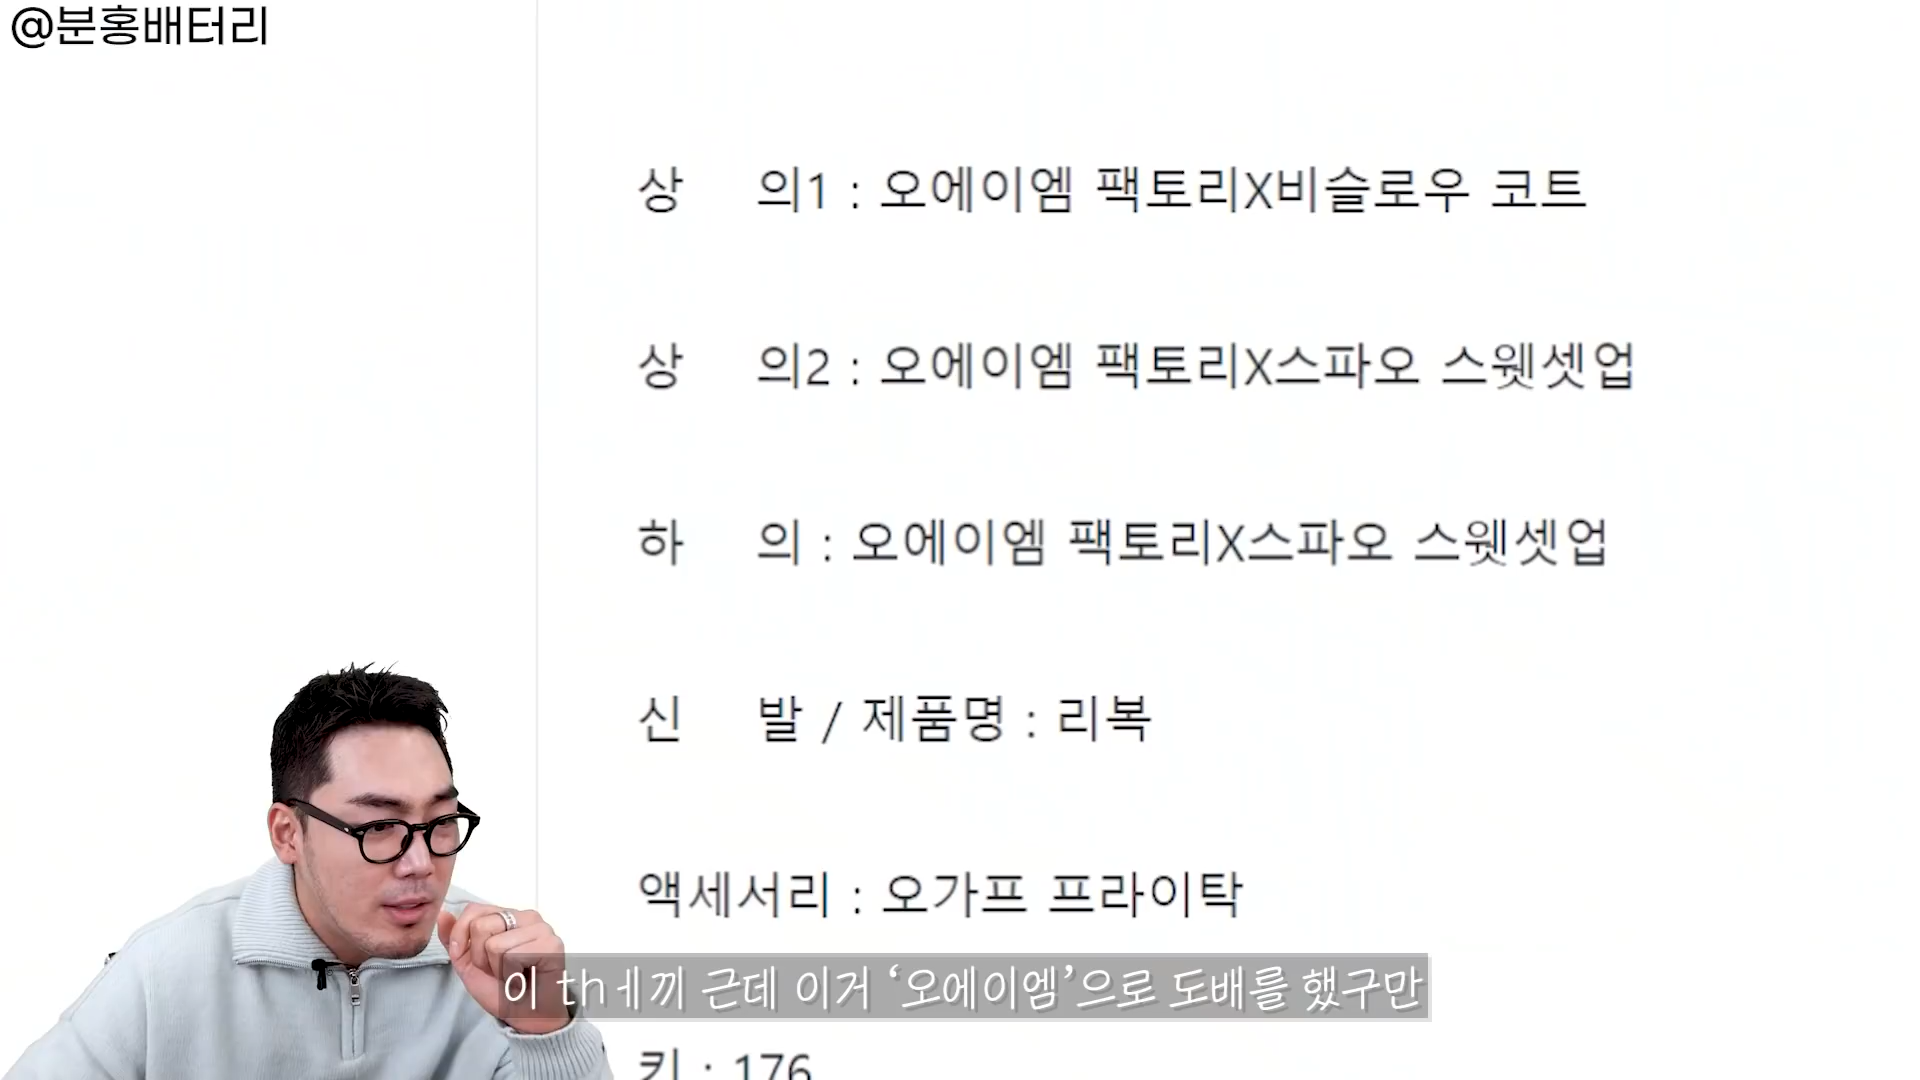 @분홍배터리
상 의1 : 오에이엠 팩토리X비슬로우 코트
상 의2 : 오에이엠 팩토리X스파오 스웻셋업
하 의 : 오에이엠 팩토리X스파오 스웻셋업
신 발 / 제품명 : 리복
액세서리 : 오가프 프라이탁
이 thㅔ끼 근데 이거 ‘오에이엠’으로 도배를 했구만
키 : 176